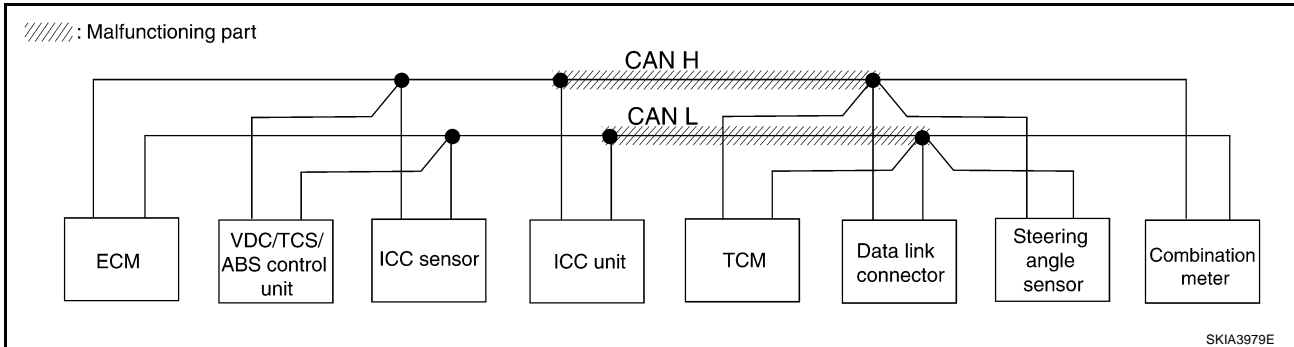 : Malfunctioning part
CAN H
CAN L
ECM
VDC/TCS/
ABS control
unit
ICC sensor
ICC unit
TCM
Data link
connector
Steering
angle
sensor
Combination
meter
SKIA3979E